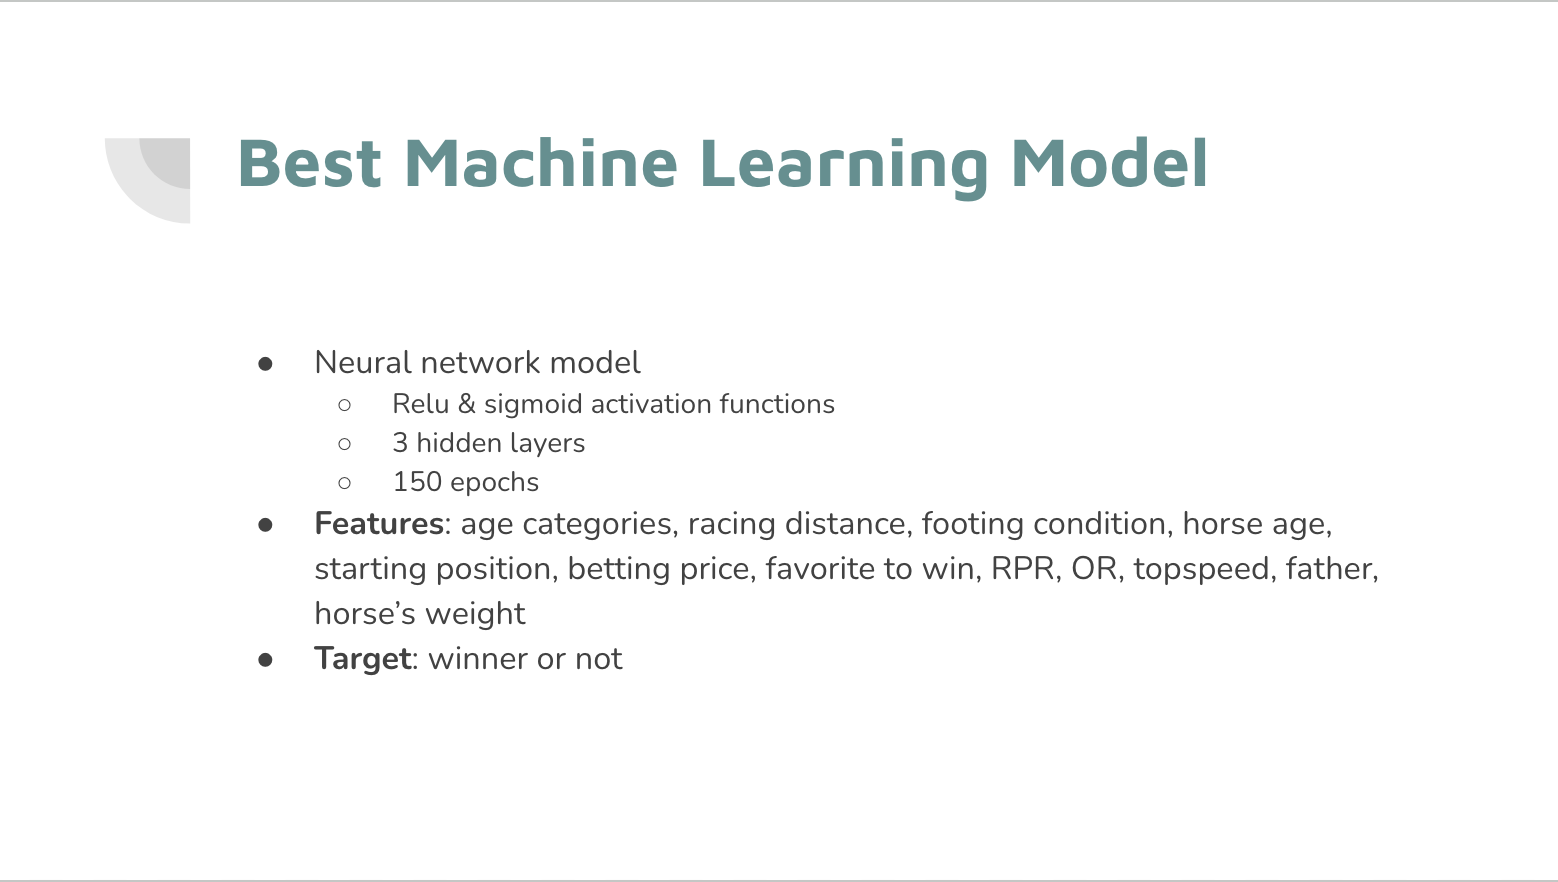 Best Machine Learning Model
● Neural network model
○ Relu & sigmoid activation functions
○ 3 hidden layers
○ 150 epochs
● Features: age categories, racing distance, footing condition, horse age,
starting position, betting price, favorite to win, RPR, OR, topspeed, father,
horse’s weight
● Target: winner or not